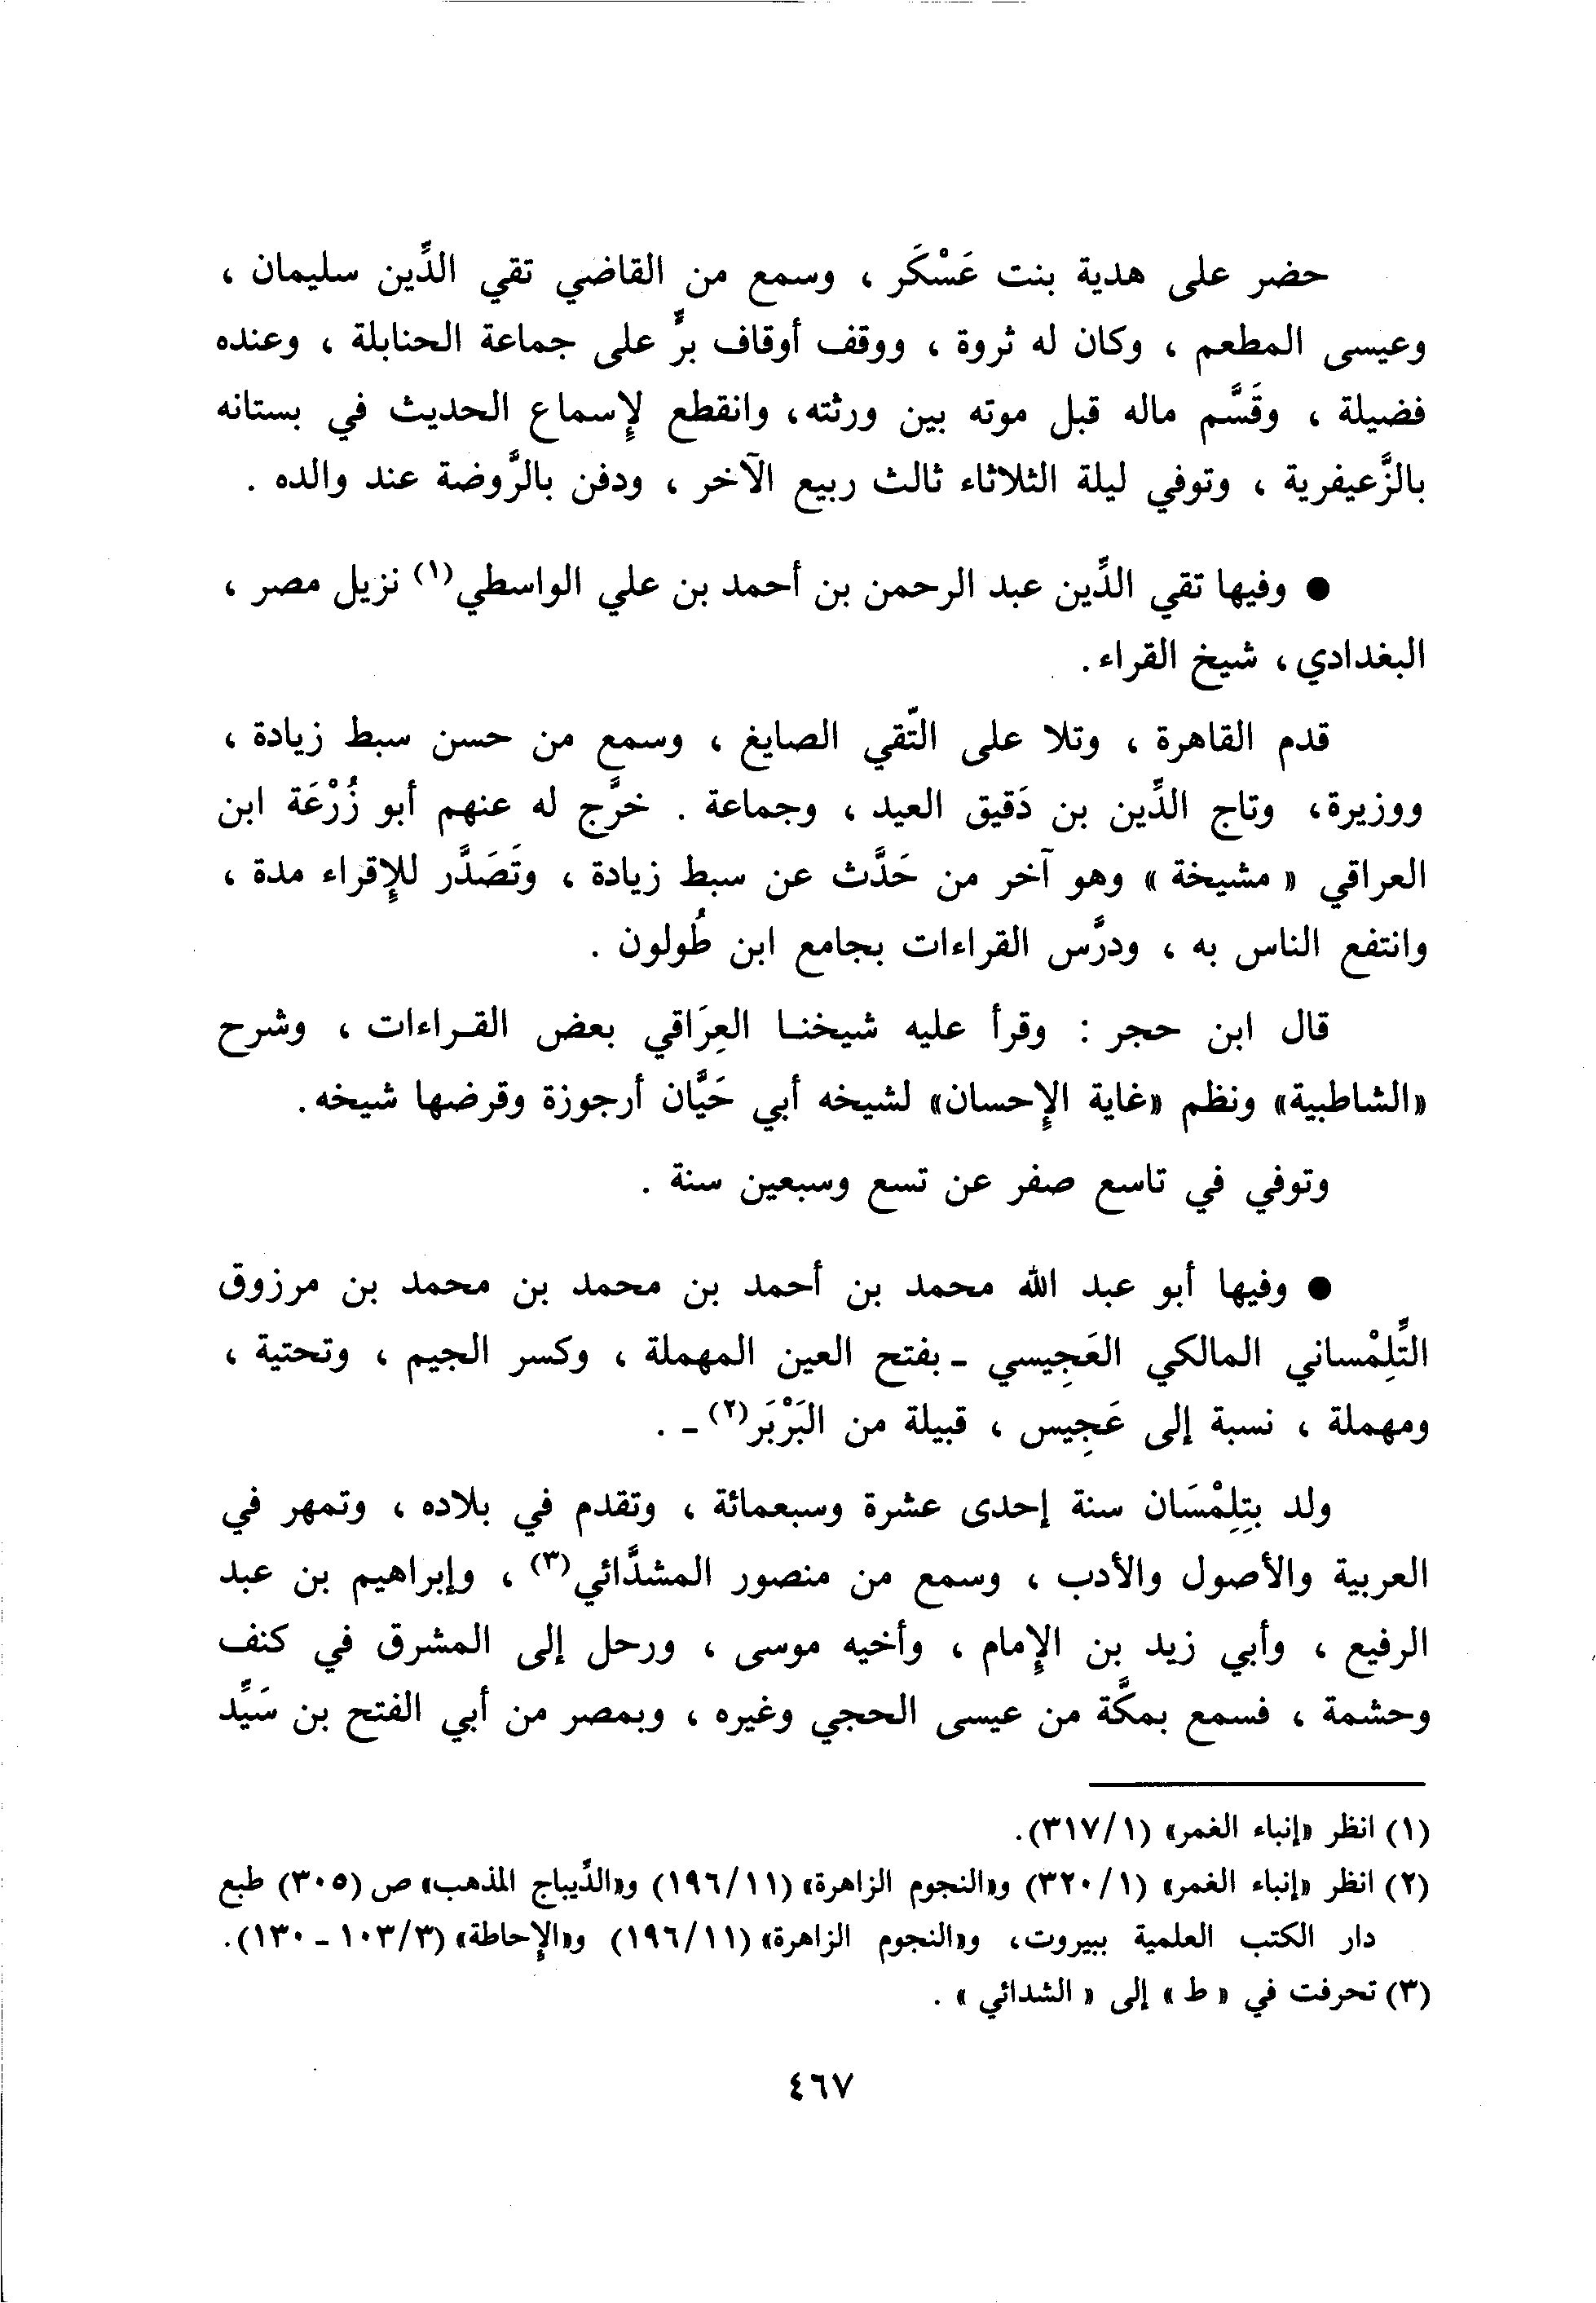 حضر على هدية بنت عَسْكَر ، وسمع من القاضي تقي الدِّين سليمان ،
وعيسى المطعم ، وكان له ثروة ، ووقف أوقاف برٍّ على جماعة الحنابلة ، وعنده
فضيلة ، وقَسَّم ماله قبل موته بين ورثته، وانقطع لإسماع الحديث في بستانه
بالزَّعيفرية ، وتوفي ليلة الثلاثاء ثالث ربيع الآخر ، ودفن بالرَّوضة عند والده .
● وفيها تقي الدِّين عبد الرحمن بن أحمد بن علي الواسطي(١) نزيل مصر ،
البغدادي، شيخ القراء.
قدم القاهرة ، وتلا على التَّقي الصايغ ، وسمع من حسن سبط زيادة ،
ووزيرة، وتاج الدِّين بن دَقيق العيد ، وجماعة . خرَّج له عنهم أبو زُرْعَة ابن
العراقي « مشيخة » وهو آخر من حَدَّث عن سبط زيادة ، وتَصَدَّر للإقراء مدة ،
وانتفع الناس به ، ودرَّس القراءات بجامع ابن طُولون .
قال ابن حجر : وقرأ عليه شيخنا العِرَاقي بعض القراءات ، وشرح
«الشاطبية» ونظم «غاية الإحسان» لشيخه أبي حَيَّان أرجوزة وقرضها شيخه.
وتوفي في تاسع صفر عن تسع وسبعين سنة .
● وفيها أبو عبد الله محمد بن أحمد بن محمد بن محمد بن مرزوق
التِّلِمْساني المالكي العَجِيسي - بفتح العين المهملة ، وكسر الجيم ، وتحتية ،
ومهملة ، نسبة إلى عَجِيس ، قبيلة من البَرْبَر(٢) - .
ولد بتِلِمْسَان سنة إحدى عشرة وسبعمائة ، وتقدم في بلاده ، وتمهر في
العربية والأصول والأدب ، وسمع من منصور المشدَّائي(٣) ، وإبراهيم بن عبد
الرفيع ، وأبي زيد بن الإمام ، وأخيه موسى ، ورحل إلى المشرق في كنف
وحشمة ، فسمع بمكَّة من عيسى الحجي وغيره ، وبمصر من أبي الفتح بن سَيِّد
(١) انظر «إنباء الغمر» (٣١٧/١).
(٢) انظر «إنباء الغمر» (٣٢٠/١) و«النجوم الزاهرة» (١٩٦/١١) و«الدِّيباج المذهب» ص (٣٠٥) طبع
دار الكتب العلمية ببيروت، و«النجوم الزاهرة» (١٩٦/١١) و«الإحاطة» (١٠٣/٣ - ١٣٠).
(٣) تحرفت في « ط » إلى « الشدائي » .
٤٦٧